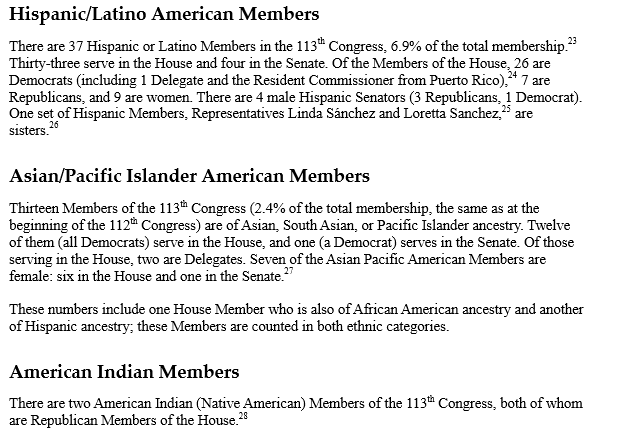 Hispanic/Latino American Members
There are 37 Hispanic or Latino Members in the 113th Congress, 6.9% of the total membership.23
Thirty-three serve in the House and four in the Senate. Of the Members of the House, 26 are
Democrats (including 1 Delegate and the Resident Commissioner from Puerto Rico),24 7 are
Republicans, and 9 are women. There are 4 male Hispanic Senators (3 Republicans, 1 Democrat).
One set of Hispanic Members, Representatives Linda Sánchez and Loretta Sanchez,25 are
sisters.26
Asian/Pacific Islander American Members
Thirteen Members of the 113th Congress (2.4% of the total membership, the same as at the
beginning of the 112th Congress) are of Asian, South Asian, or Pacific Islander ancestry. Twelve
of them (all Democrats) serve in the House, and one (a Democrat) serves in the Senate. Of those
serving in the House, two are Delegates. Seven of the Asian Pacific American Members are
female: six in the House and one in the Senate.27
These numbers include one House Member who is also of African American ancestry and another
of Hispanic ancestry; these Members are counted in both ethnic categories.
American Indian Members
There are two American Indian (Native American) Members of the 113th Congress, both of whom
are Republican Members of the House.28